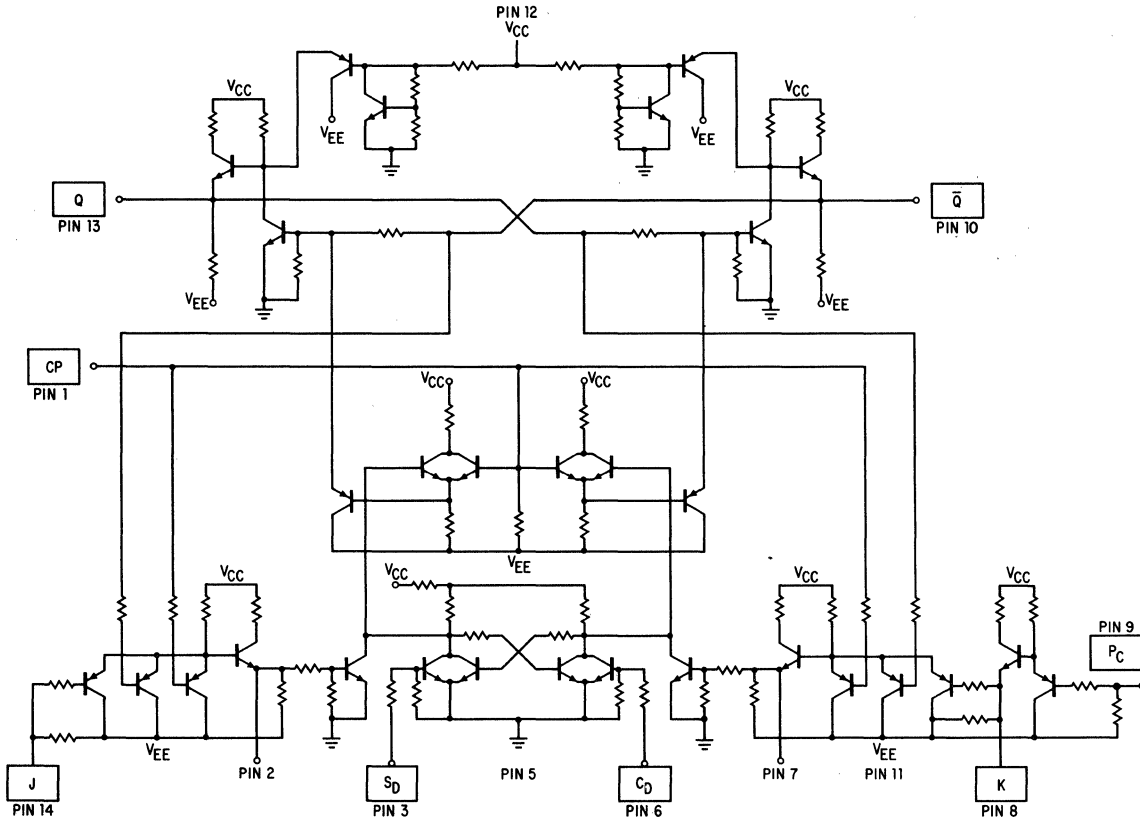 PIN 12
VCC
VCC
VCC
VEE
VEE
Q
PIN 13
Q̅
PIN 10
VEE
VEE
CP
PIN 1
VCC
VCC
VEE
VCC
VCC
VCC
VCC
PIN 9
PC
VEE
VEE
PIN 2
PIN 5
PIN 7
PIN 11
J
PIN 14
SD
PIN 3
CD
PIN 6
K
PIN 8